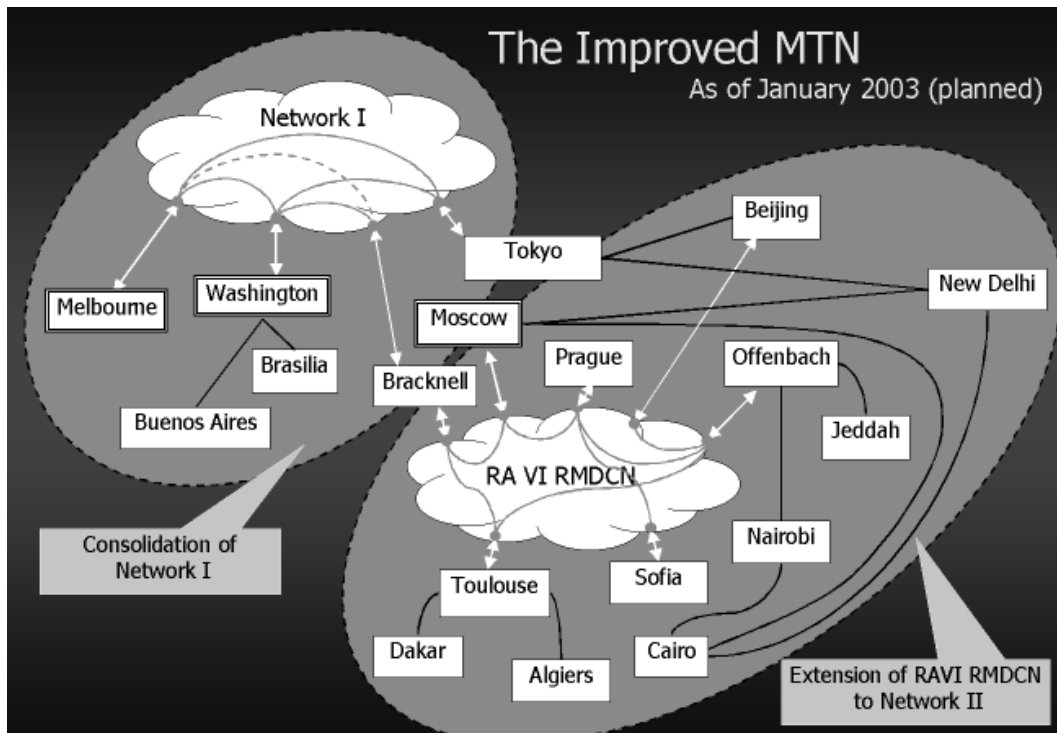 The Improved MTN
As of January 2003 (planned)
Network I
Beijing
Tokyo
New Delhi
Melbourne
Washington
Moscow
Brasilia
Bracknell
Prague
Offenbach
Buenos Aires
Jeddah
RA VI RMDCN
Consolidation of
Network I
Nairobi
Toulouse
Sofia
Dakar
Algiers
Cairo
Extension of RAVI RMDCN
to Network II